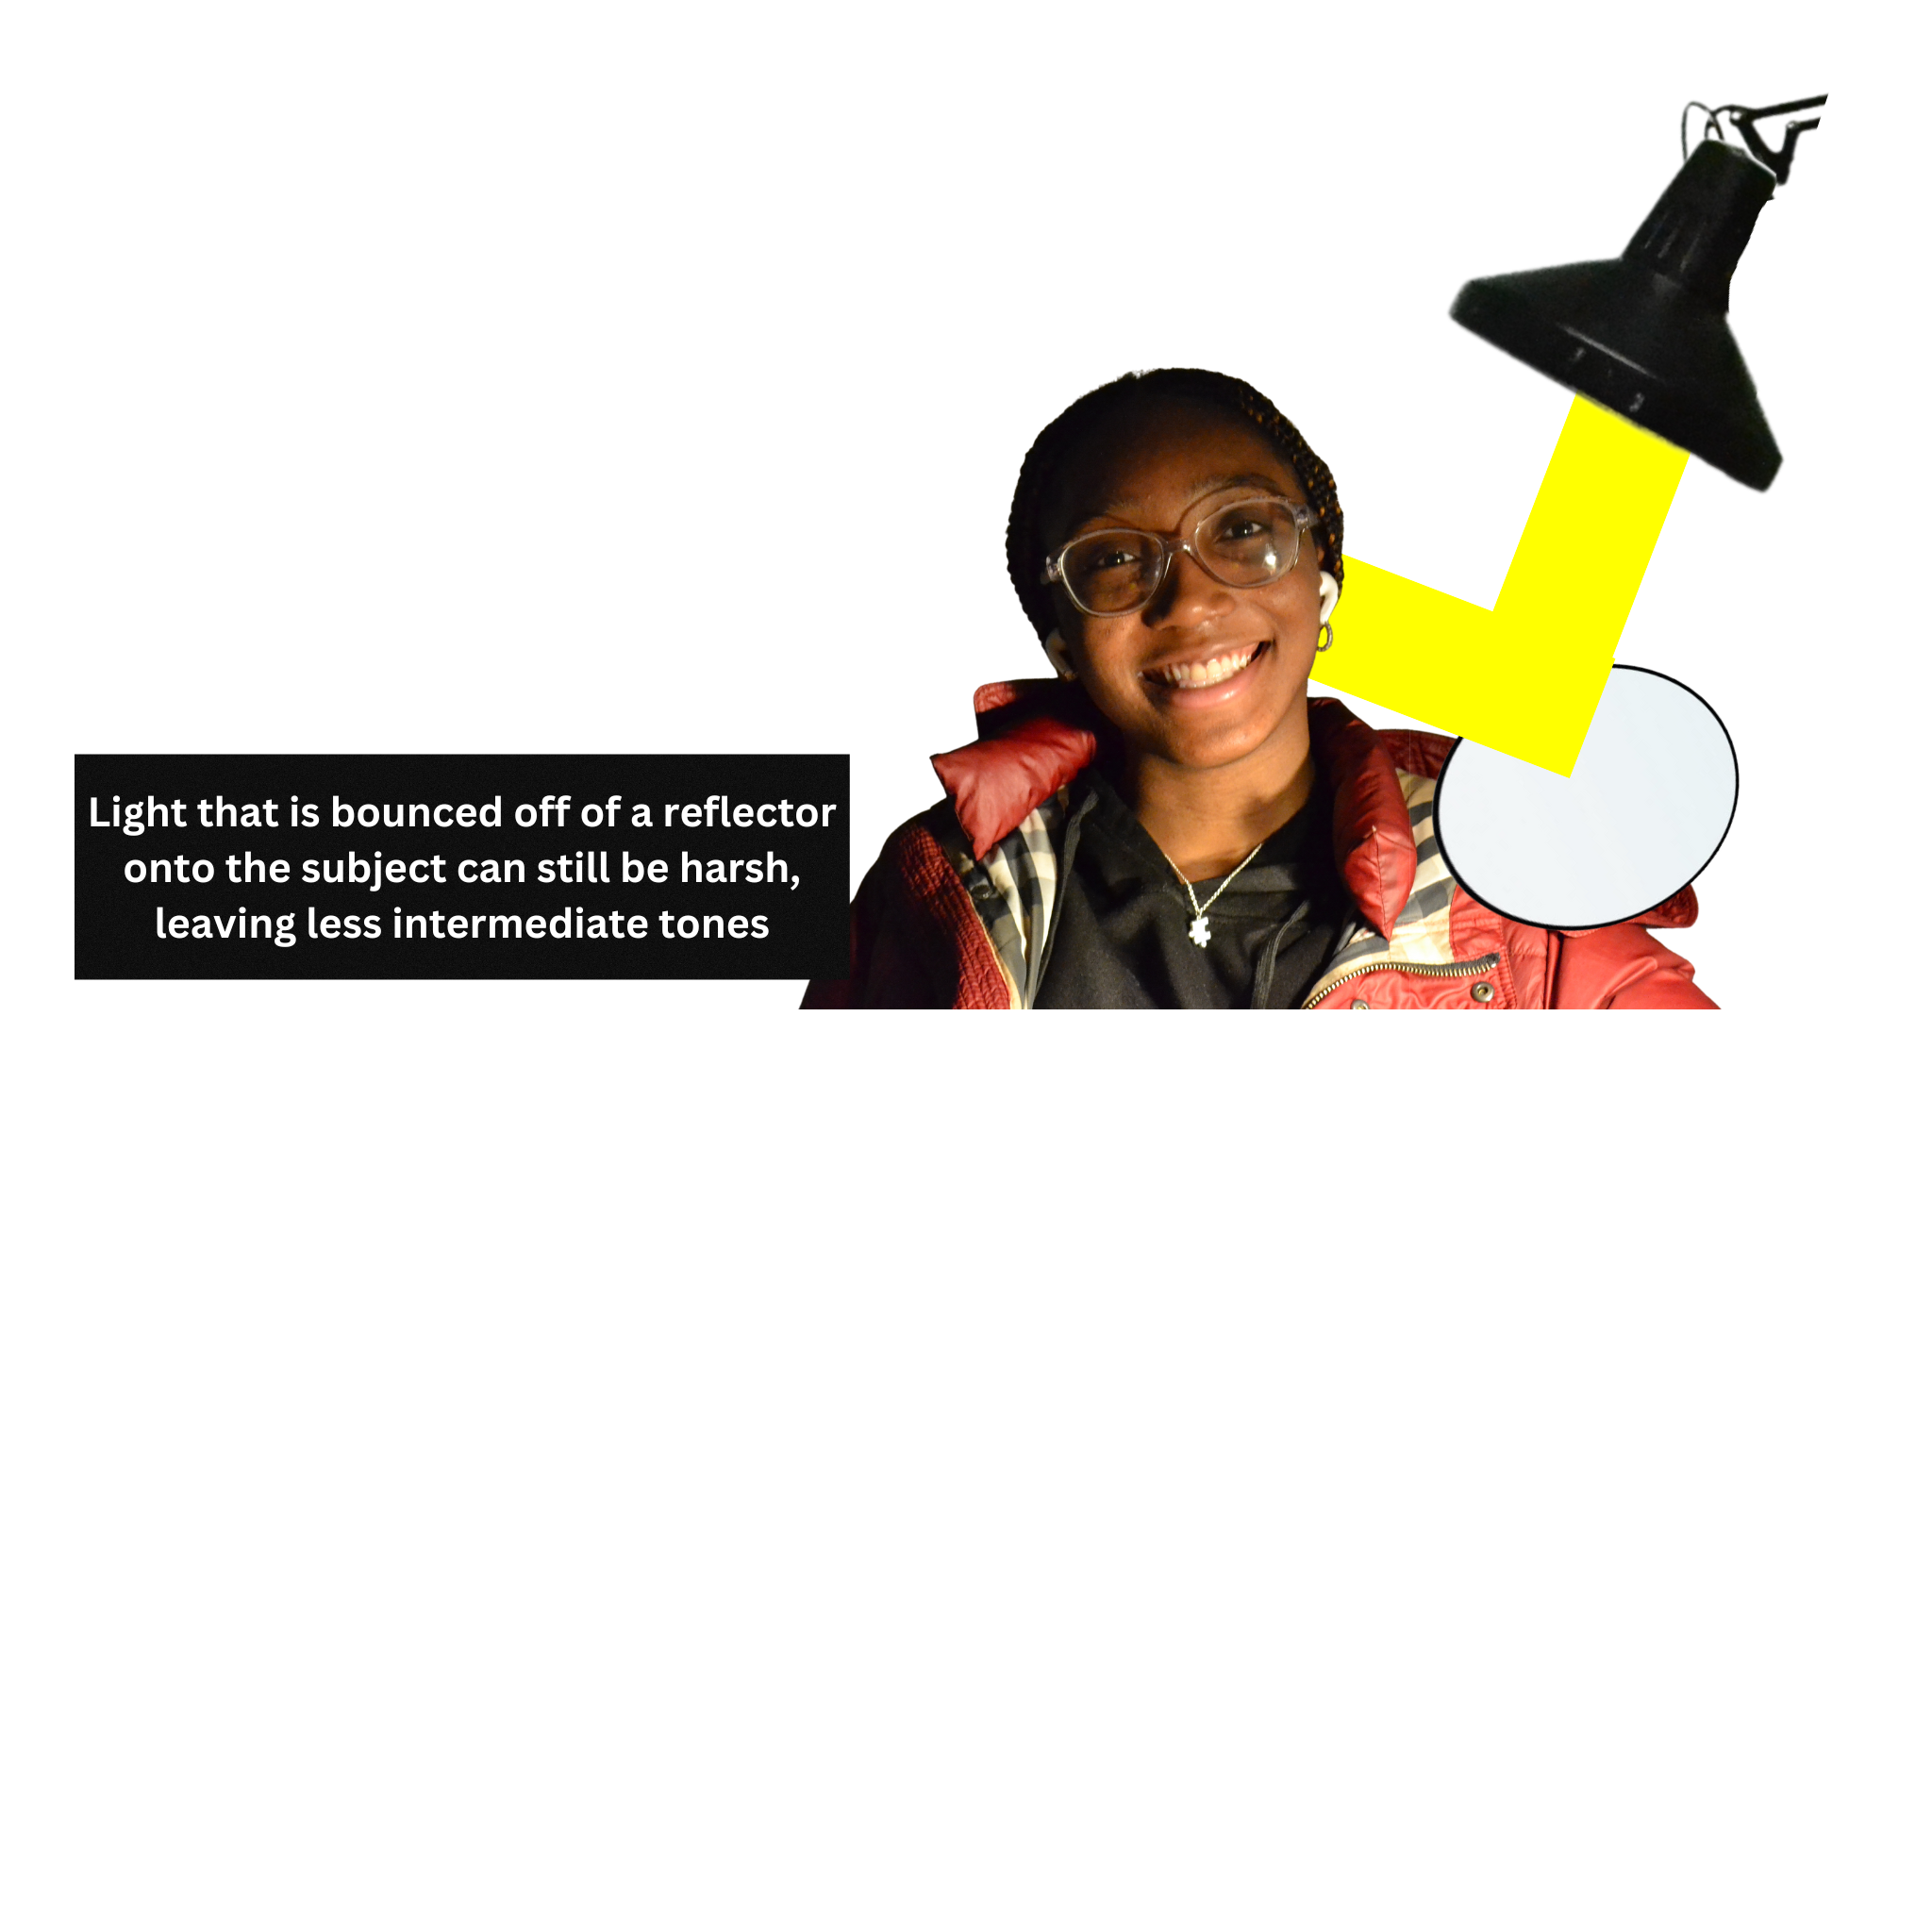 Light that is bounced off of a reflector
onto the subject can still be harsh,
leaving less intermediate tones